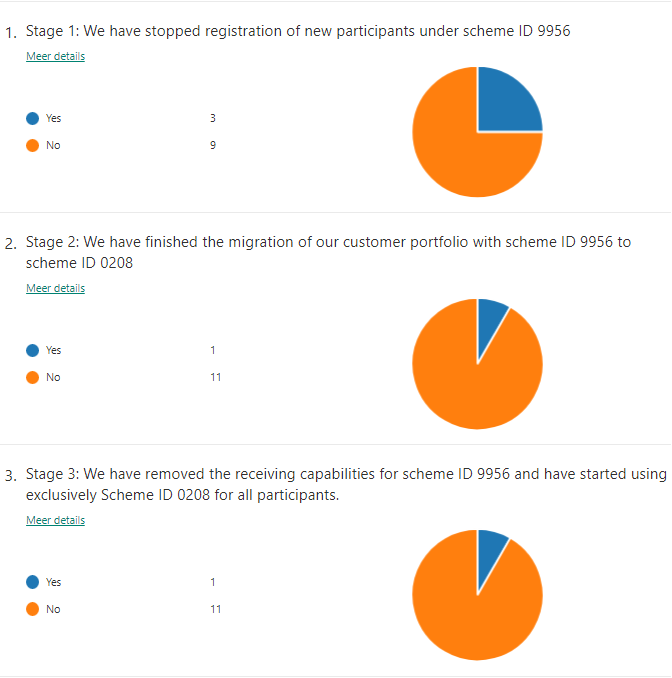 1. Stage 1: We have stopped registration of new participants under scheme ID 9956
Meer details
Yes 3
No 9
2. Stage 2: We have finished the migration of our customer portfolio with scheme ID 9956 to
scheme ID 0208
Meer details
Yes 1
No 11
3. Stage 3: We have removed the receiving capabilities for scheme ID 9956 and have started using
exclusively Scheme ID 0208 for all participants.
Meer details
Yes 1
No 11